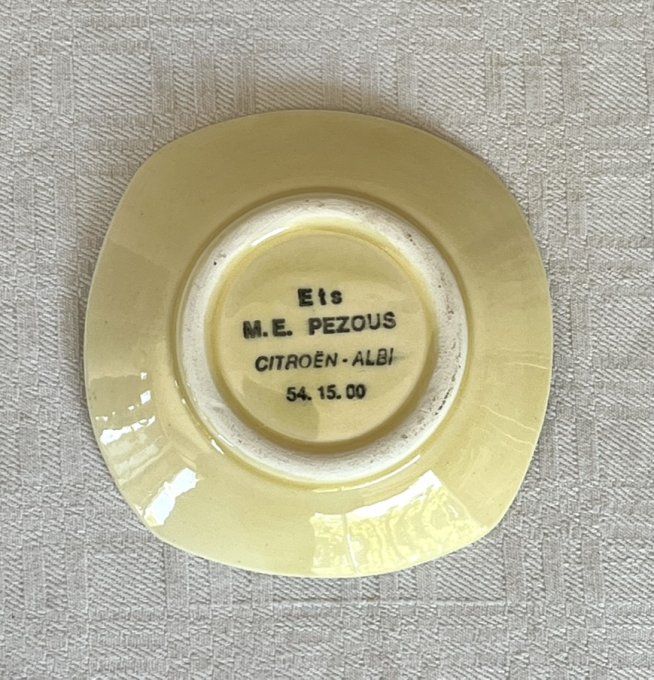 Ets
M.E. PEZOUS
CITROËN - ALBI
54.15.00